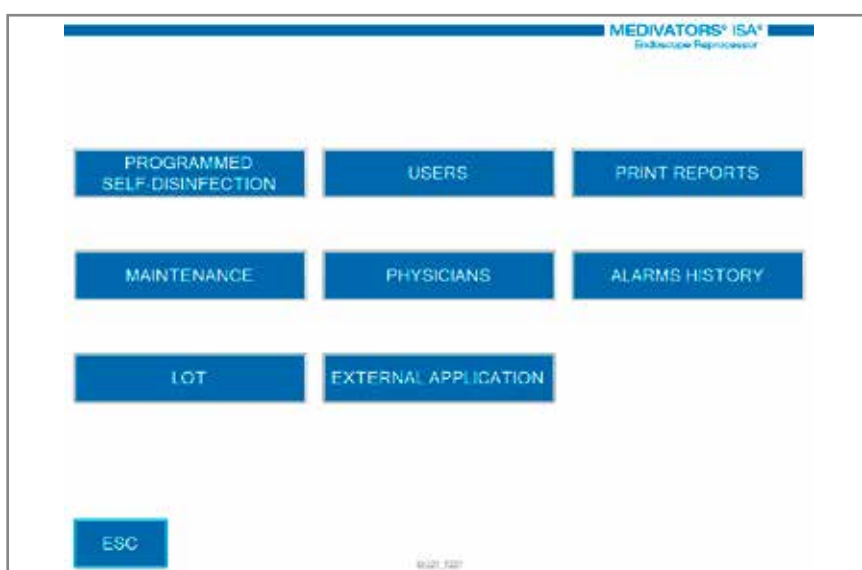 MEDIVATORS® ISA®
Endoscope Reprocessor
PROGRAMMED
SELF-DISINFECTION
USERS
PRINT REPORTS
MAINTENANCE
PHYSICIANS
ALARMS HISTORY
LOT
EXTERNAL APPLICATION
ESC